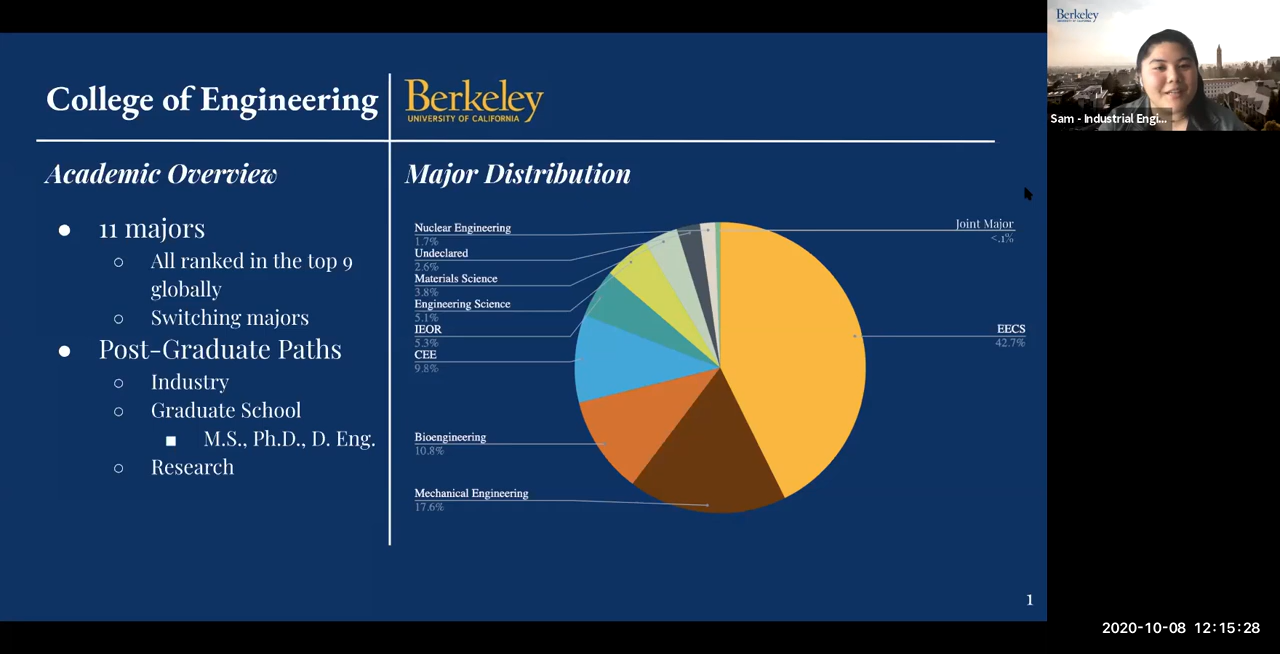 College of Engineering
Berkeley
UNIVERSITY OF CALIFORNIA
Academic Overview
● 11 majors
○ All ranked in the top 9
globally
○ Switching majors
● Post-Graduate Paths
○ Industry
○ Graduate School
■ M.S., Ph.D., D. Eng.
○ Research
Major Distribution
Nuclear Engineering
1.7%
Undeclared
2.6%
Materials Science
3.8%
Engineering Science
5.1%
IEOR
5.3%
CEE
9.8%
Bioengineering
10.8%
Mechanical Engineering
17.6%
Joint Major
<.1%
EECS
42.7%
1
Berkeley
Sam - Industrial Engi...
2020-10-08 12:15:28